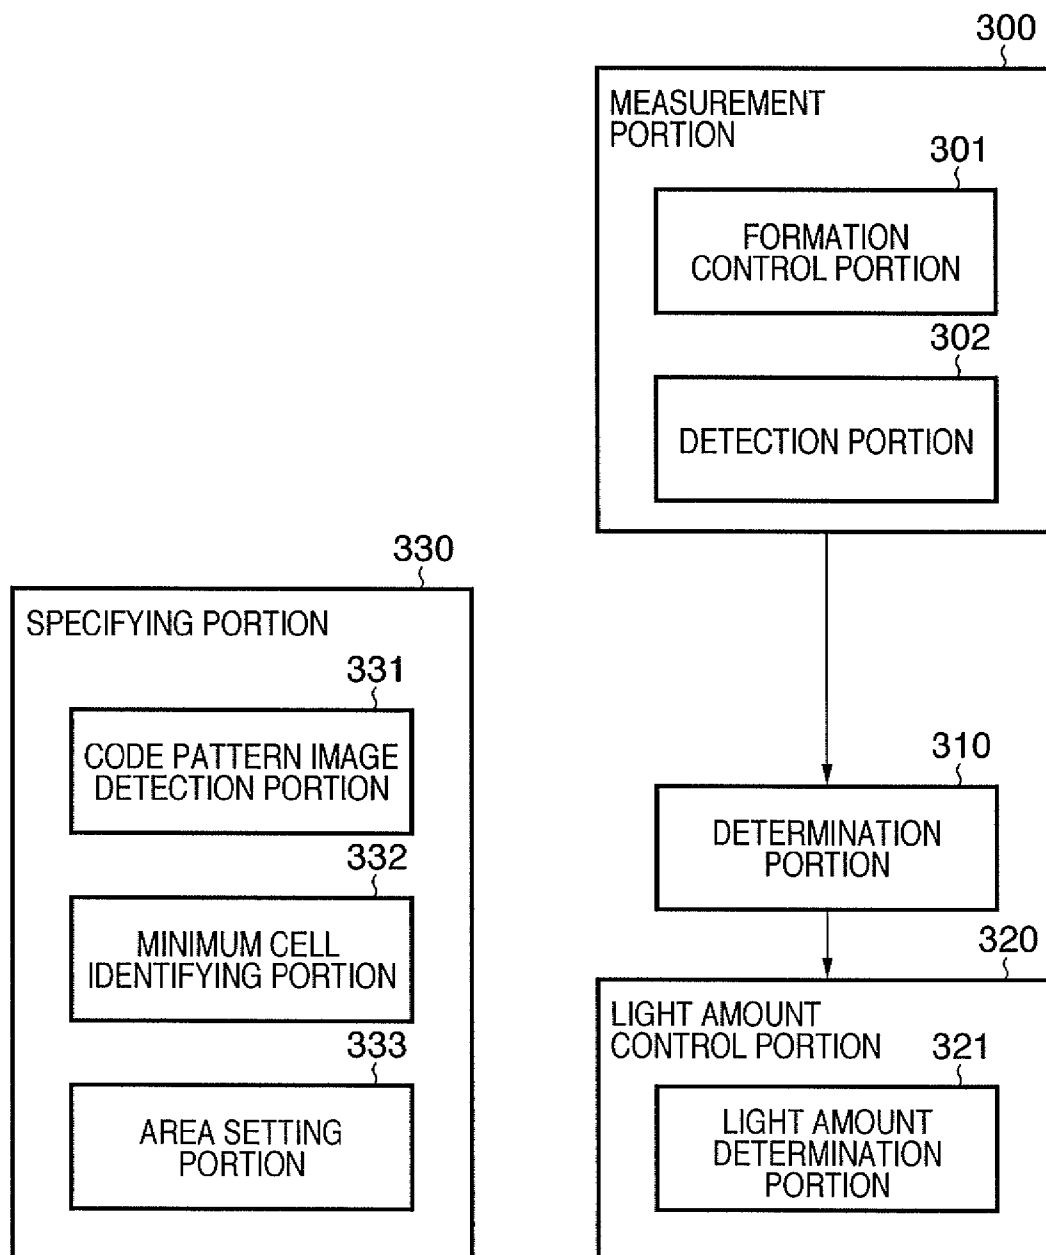 300
MEASUREMENT
PORTION
301
FORMATION
CONTROL PORTION
302
DETECTION PORTION
330
SPECIFYING PORTION
331
CODE PATTERN IMAGE
DETECTION PORTION
332
MINIMUM CELL
IDENTIFYING PORTION
333
AREA SETTING
PORTION
310
DETERMINATION
PORTION
320
LIGHT AMOUNT
CONTROL PORTION
321
LIGHT AMOUNT
DETERMINATION
PORTION